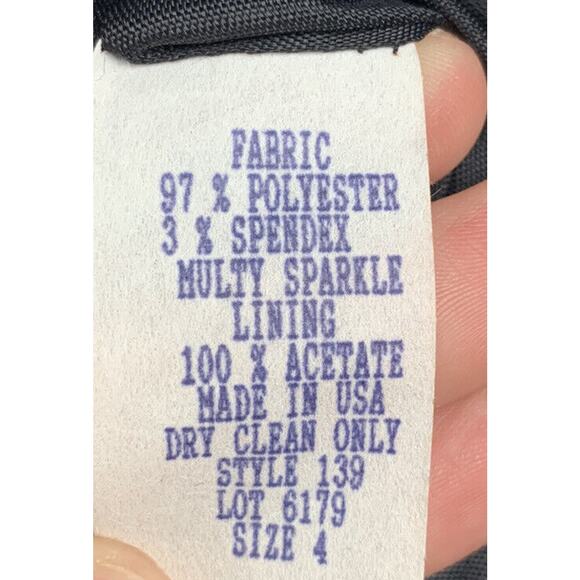 FABRIC
97 % POLYESTER
3 % SPENDEX
MULTY SPARKLE
LINING
100 % ACETATE
MADE IN USA
DRY CLEAN ONLY
STYLE 139
LOT 6179
SIZE 4